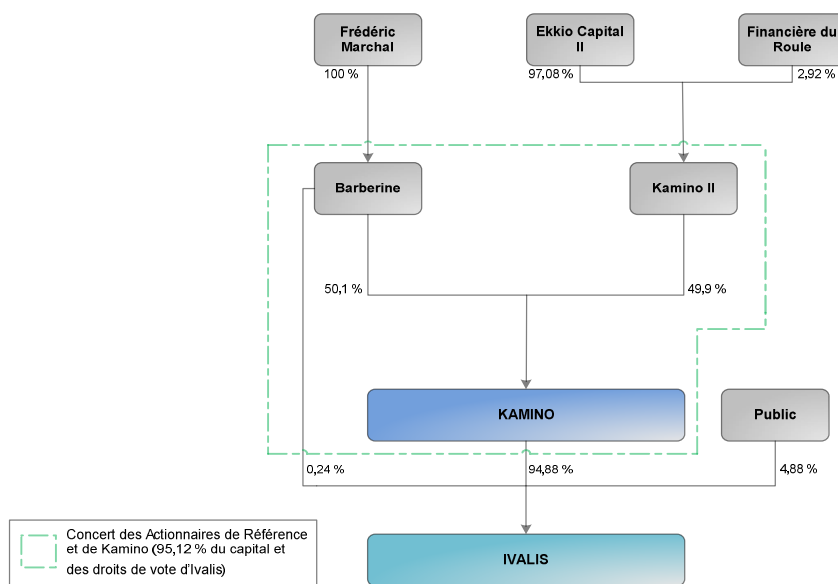 Frédéric
Marchal
Ekkio Capital
II
Financière du
Roule
100 %
97,08%
2,92 %
Barberine
Kamino II
50,1 %
49,9 %
KAMINO
Public
0,24 %
94,88 %
4,88 %
Concert des Actionnaires de Référence
et de Kamino (95,12 % du capital et
des droits de vote d'Ivalis)
IVALIS